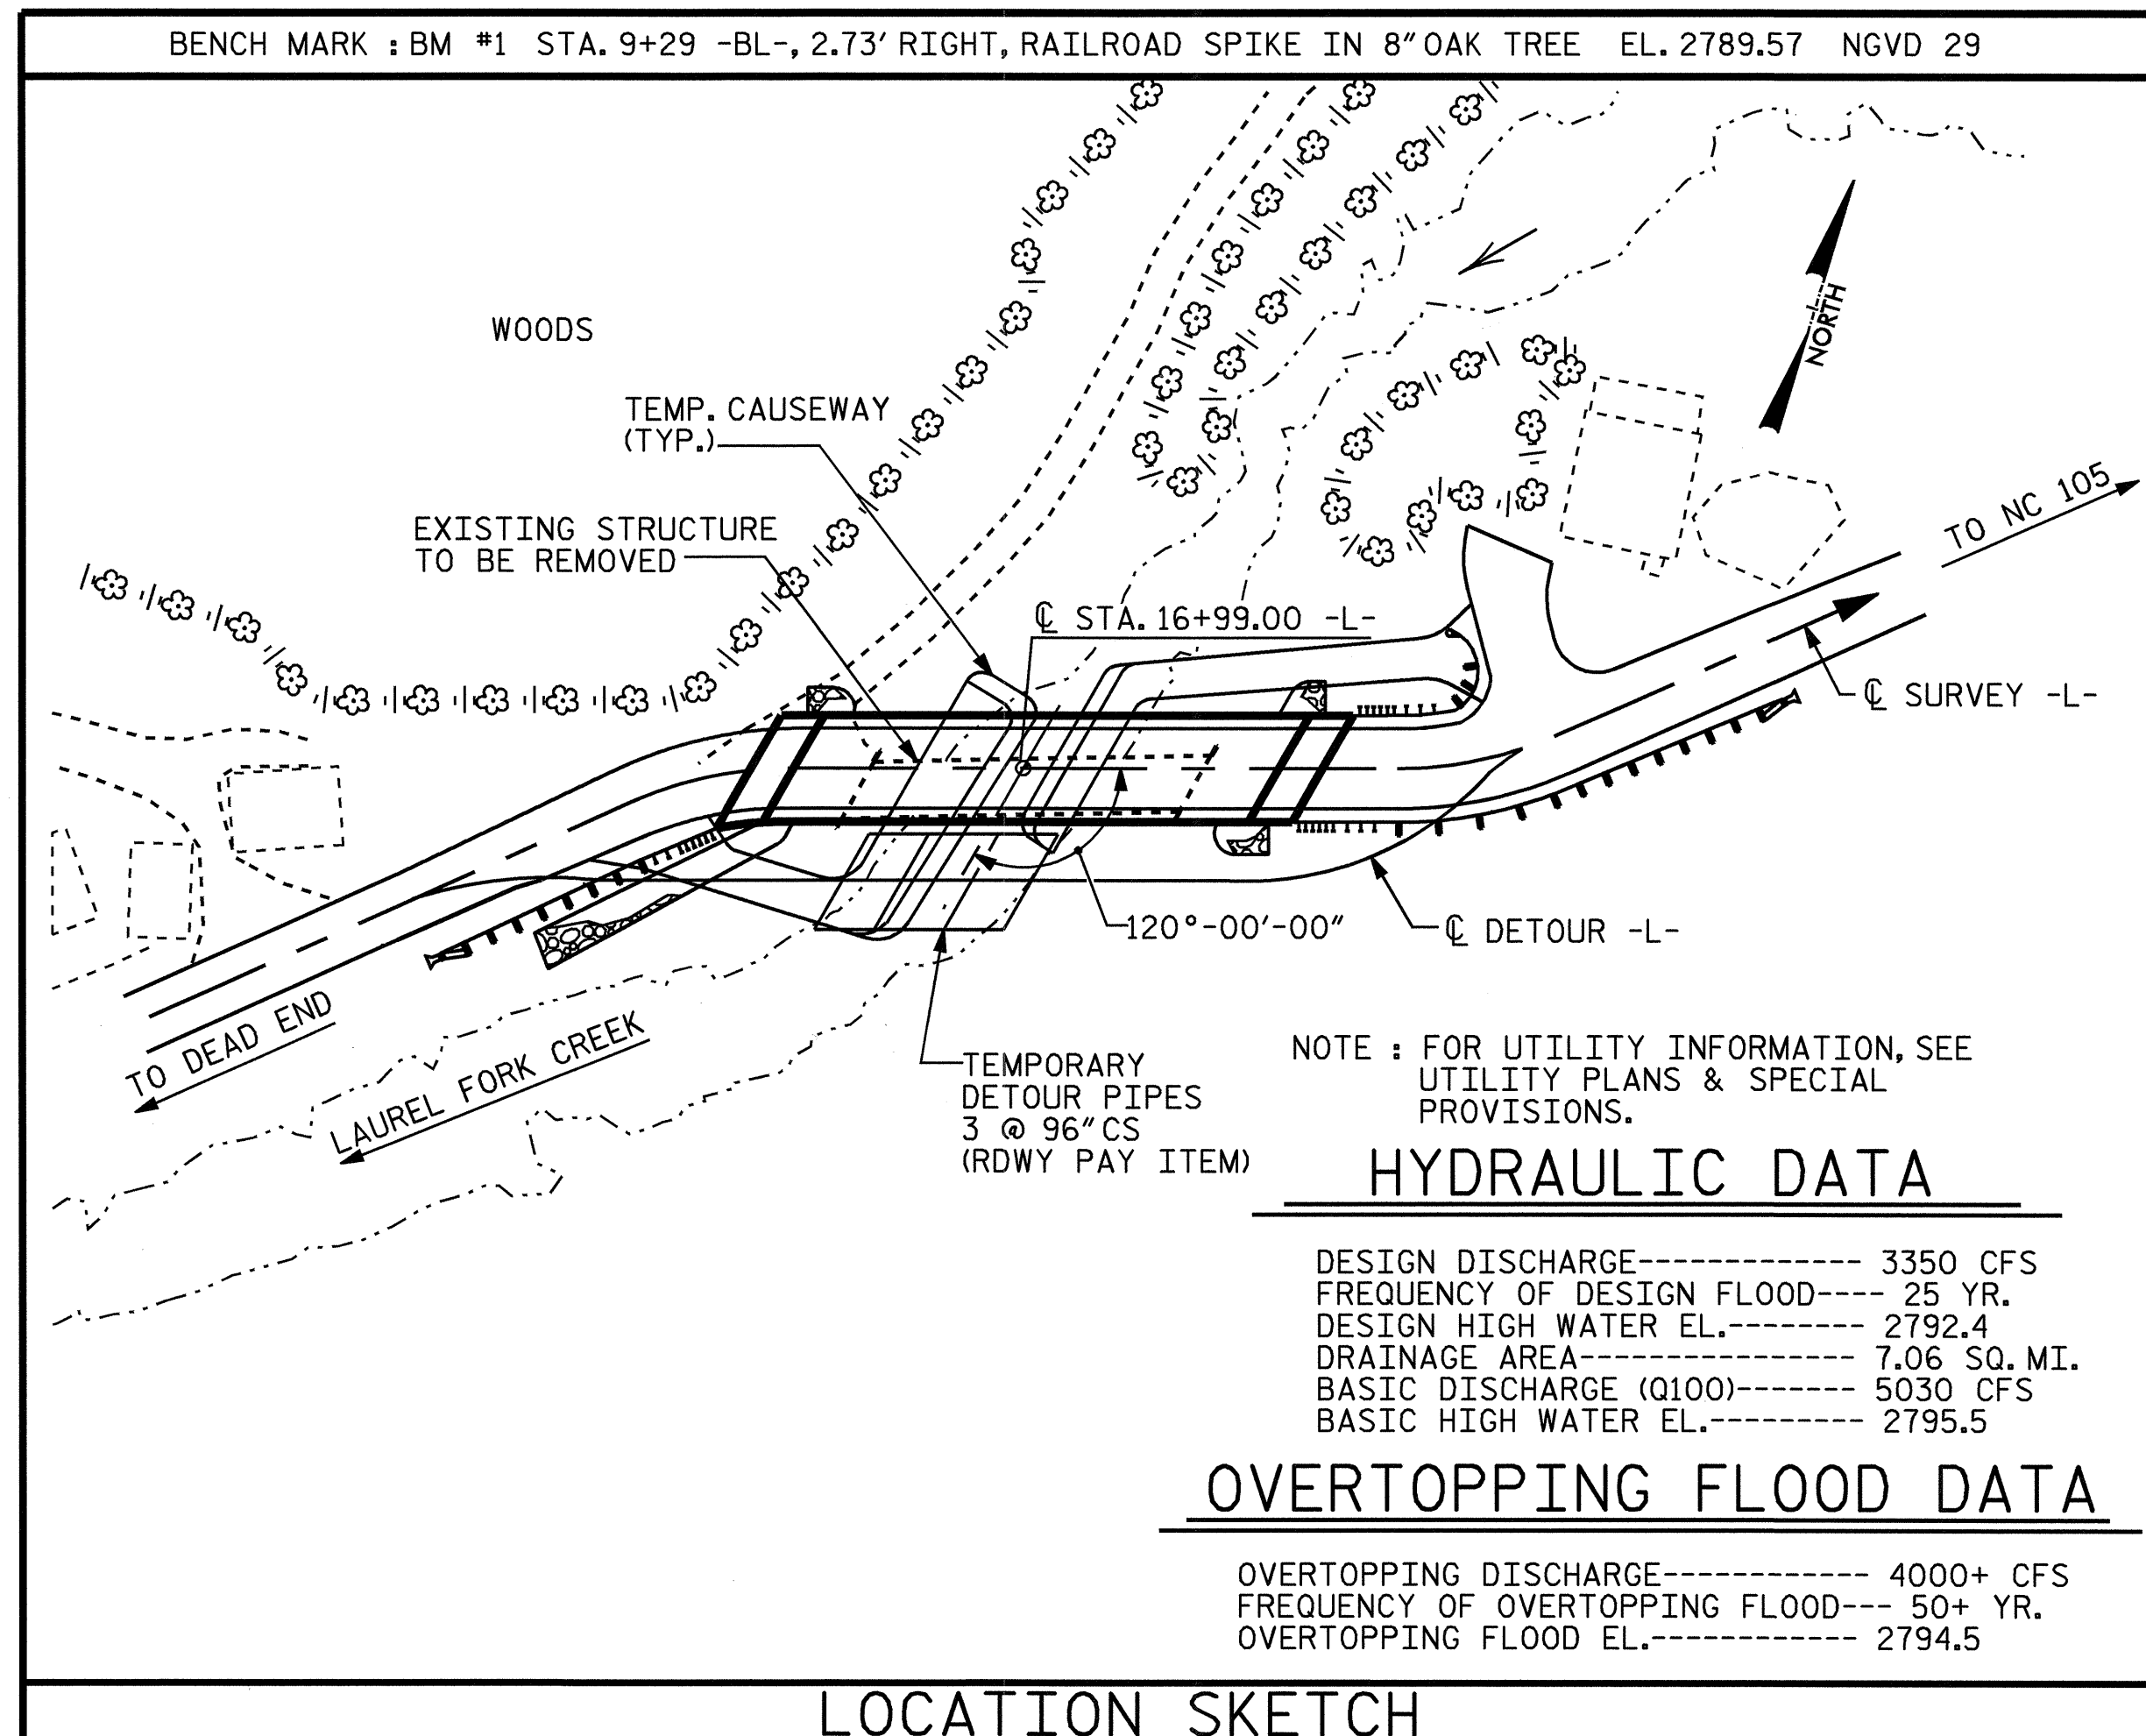 BENCH MARK : BM #1 STA. 9+29 -BL-, 2.73' RIGHT, RAILROAD SPIKE IN 8" OAK TREE EL. 2789.57 NGVD 29
WOODS
NORTH
TEMP. CAUSEWAY
(TYP.)
EXISTING STRUCTURE
TO BE REMOVED
TO NC 105
℄ STA. 16+99.00 -L-
℄ SURVEY -L-
120°-00'-00"
℄ DETOUR -L-
TO DEAD END
LAUREL FORK CREEK
TEMPORARY
DETOUR PIPES
3 @ 96" CS
(RDWY PAY ITEM)
NOTE : FOR UTILITY INFORMATION, SEE
UTILITY PLANS & SPECIAL
PROVISIONS.
HYDRAULIC DATA
DESIGN DISCHARGE------------- 3350 CFS
FREQUENCY OF DESIGN FLOOD---- 25 YR.
DESIGN HIGH WATER EL.-------- 2792.4
DRAINAGE AREA---------------- 7.06 SQ. MI.
BASIC DISCHARGE (Q100)------- 5030 CFS
BASIC HIGH WATER EL.--------- 2795.5
OVERTOPPING FLOOD DATA
OVERTOPPING DISCHARGE------------ 4000+ CFS
FREQUENCY OF OVERTOPPING FLOOD--- 50+ YR.
OVERTOPPING FLOOD EL.------------ 2794.5
LOCATION SKETCH